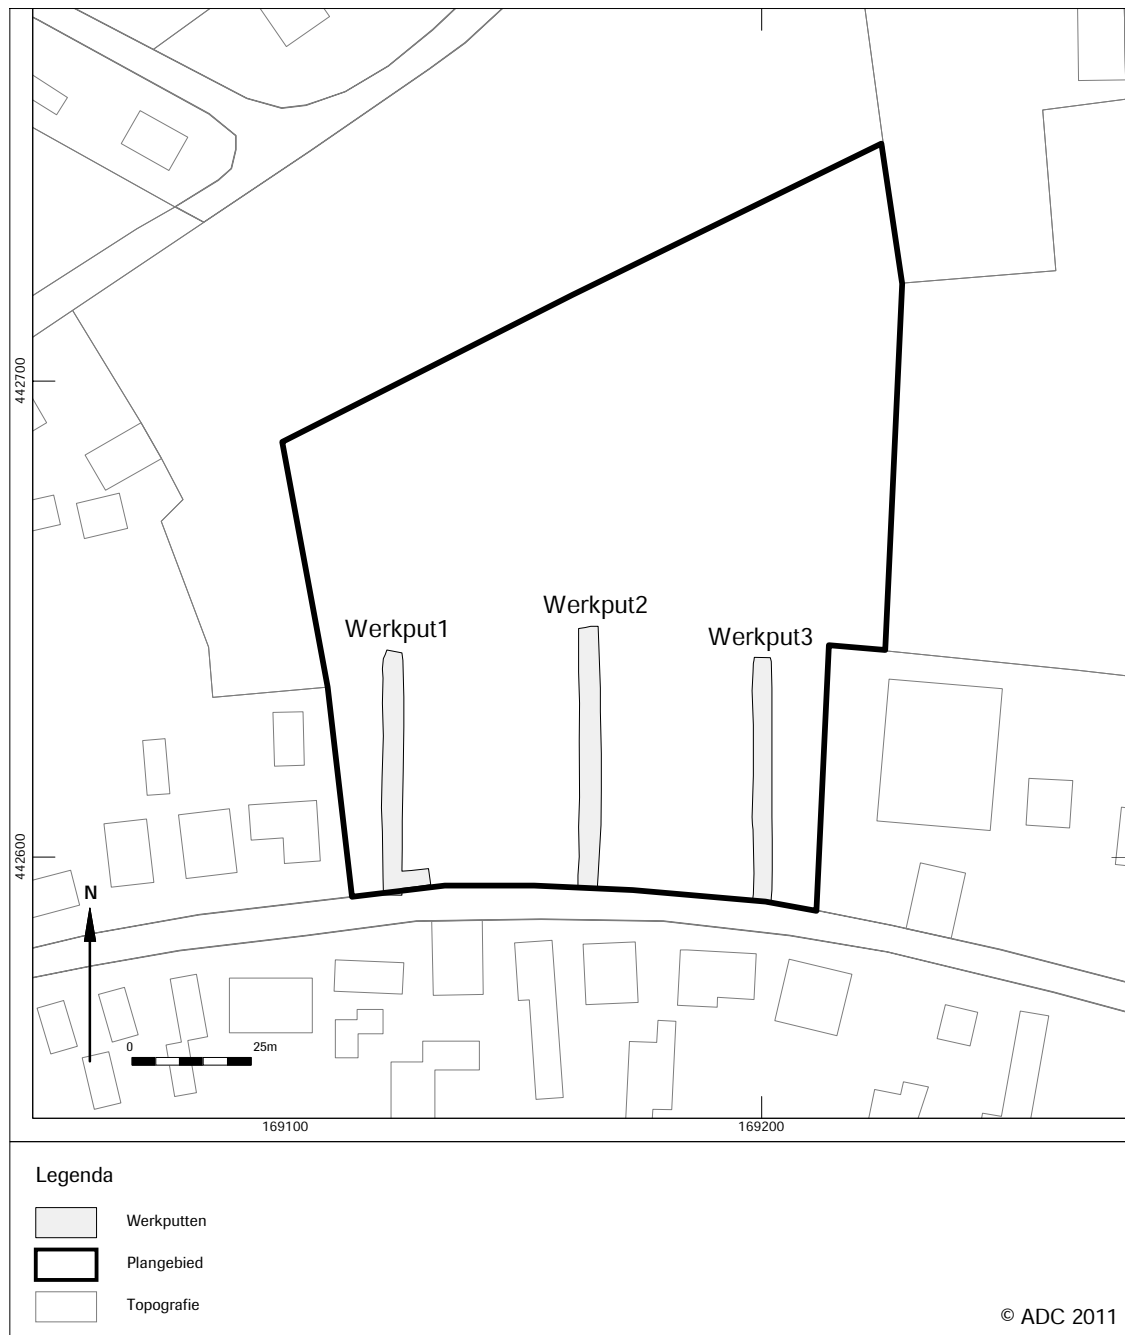 442700
Werkput2
Werkput1
Werkput3
442600
N
0 25m
169100
169200
Legenda
Werkputten
Plangebied
Topografie
© ADC 2011